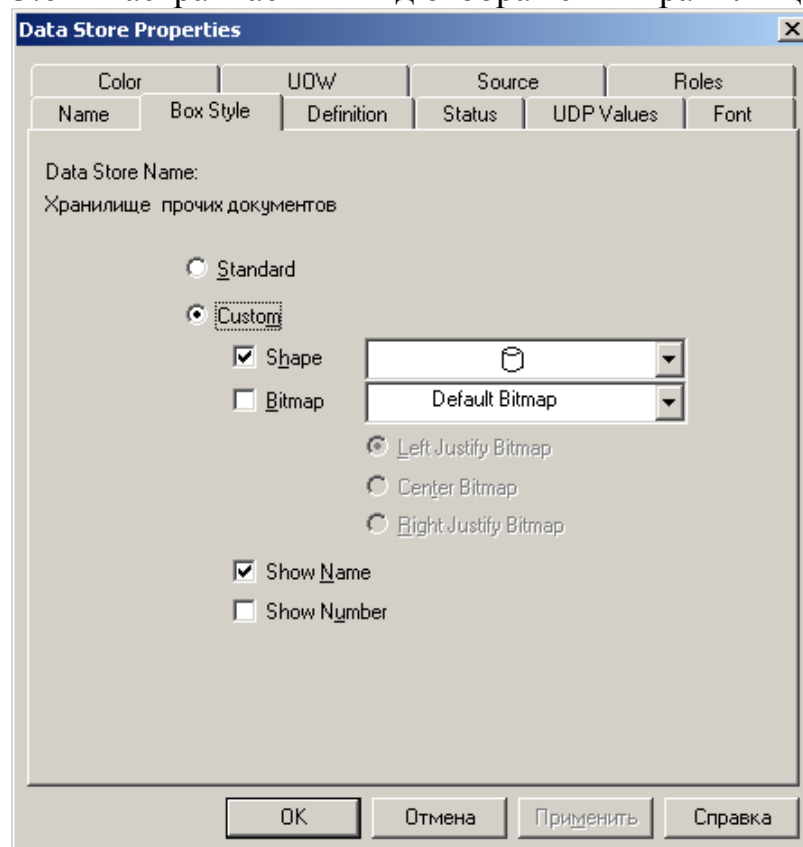 Data Store Properties
Color UOW Source Roles
Name Box Style Definition Status UDP Values Font
Data Store Name:
Хранилище прочих документов
Standard
Custom
Shape
Bitmap Default Bitmap
Left Justify Bitmap
Center Bitmap
Right Justify Bitmap
Show Name
Show Number
OK Отмена Применить Справка